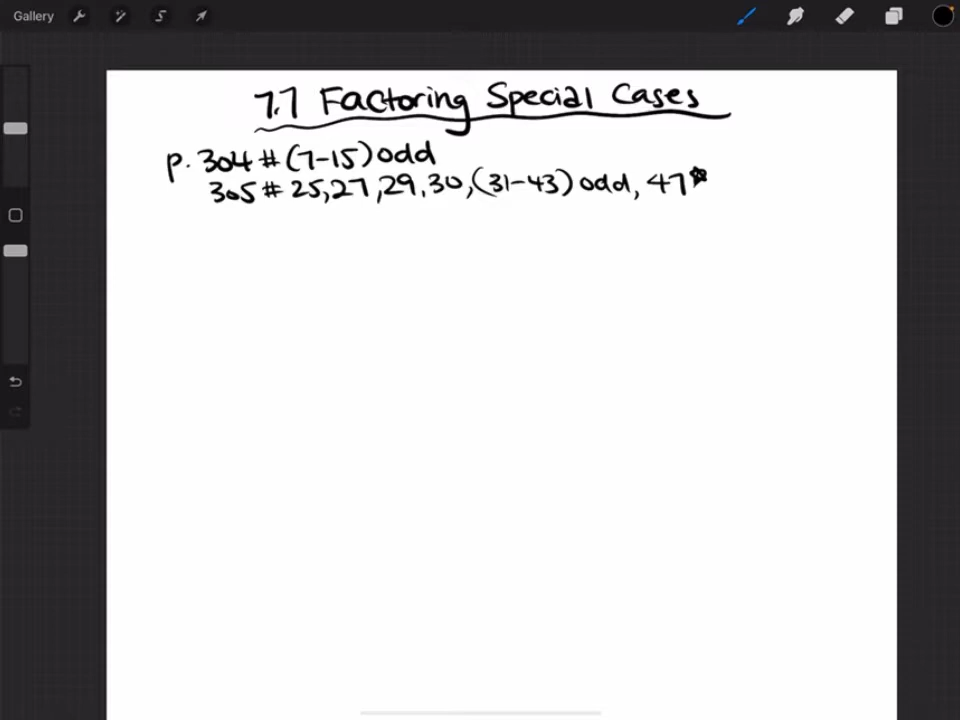 Gallery
7.7 Factoring Special Cases
p. 304 # (7-15) odd
305 # 25, 27, 29, 30, (31-43) odd, 47*